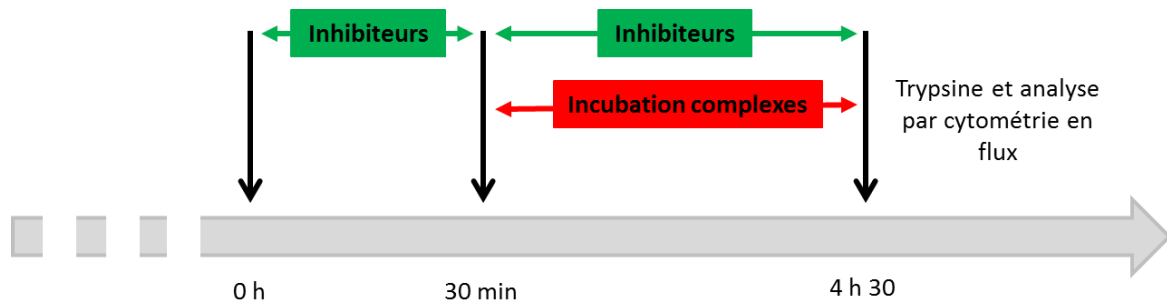 Inhibiteurs
Inhibiteurs
Incubation complexes
Trypsine et analyse
par cytométrie en
flux
0 h
30 min
4 h 30